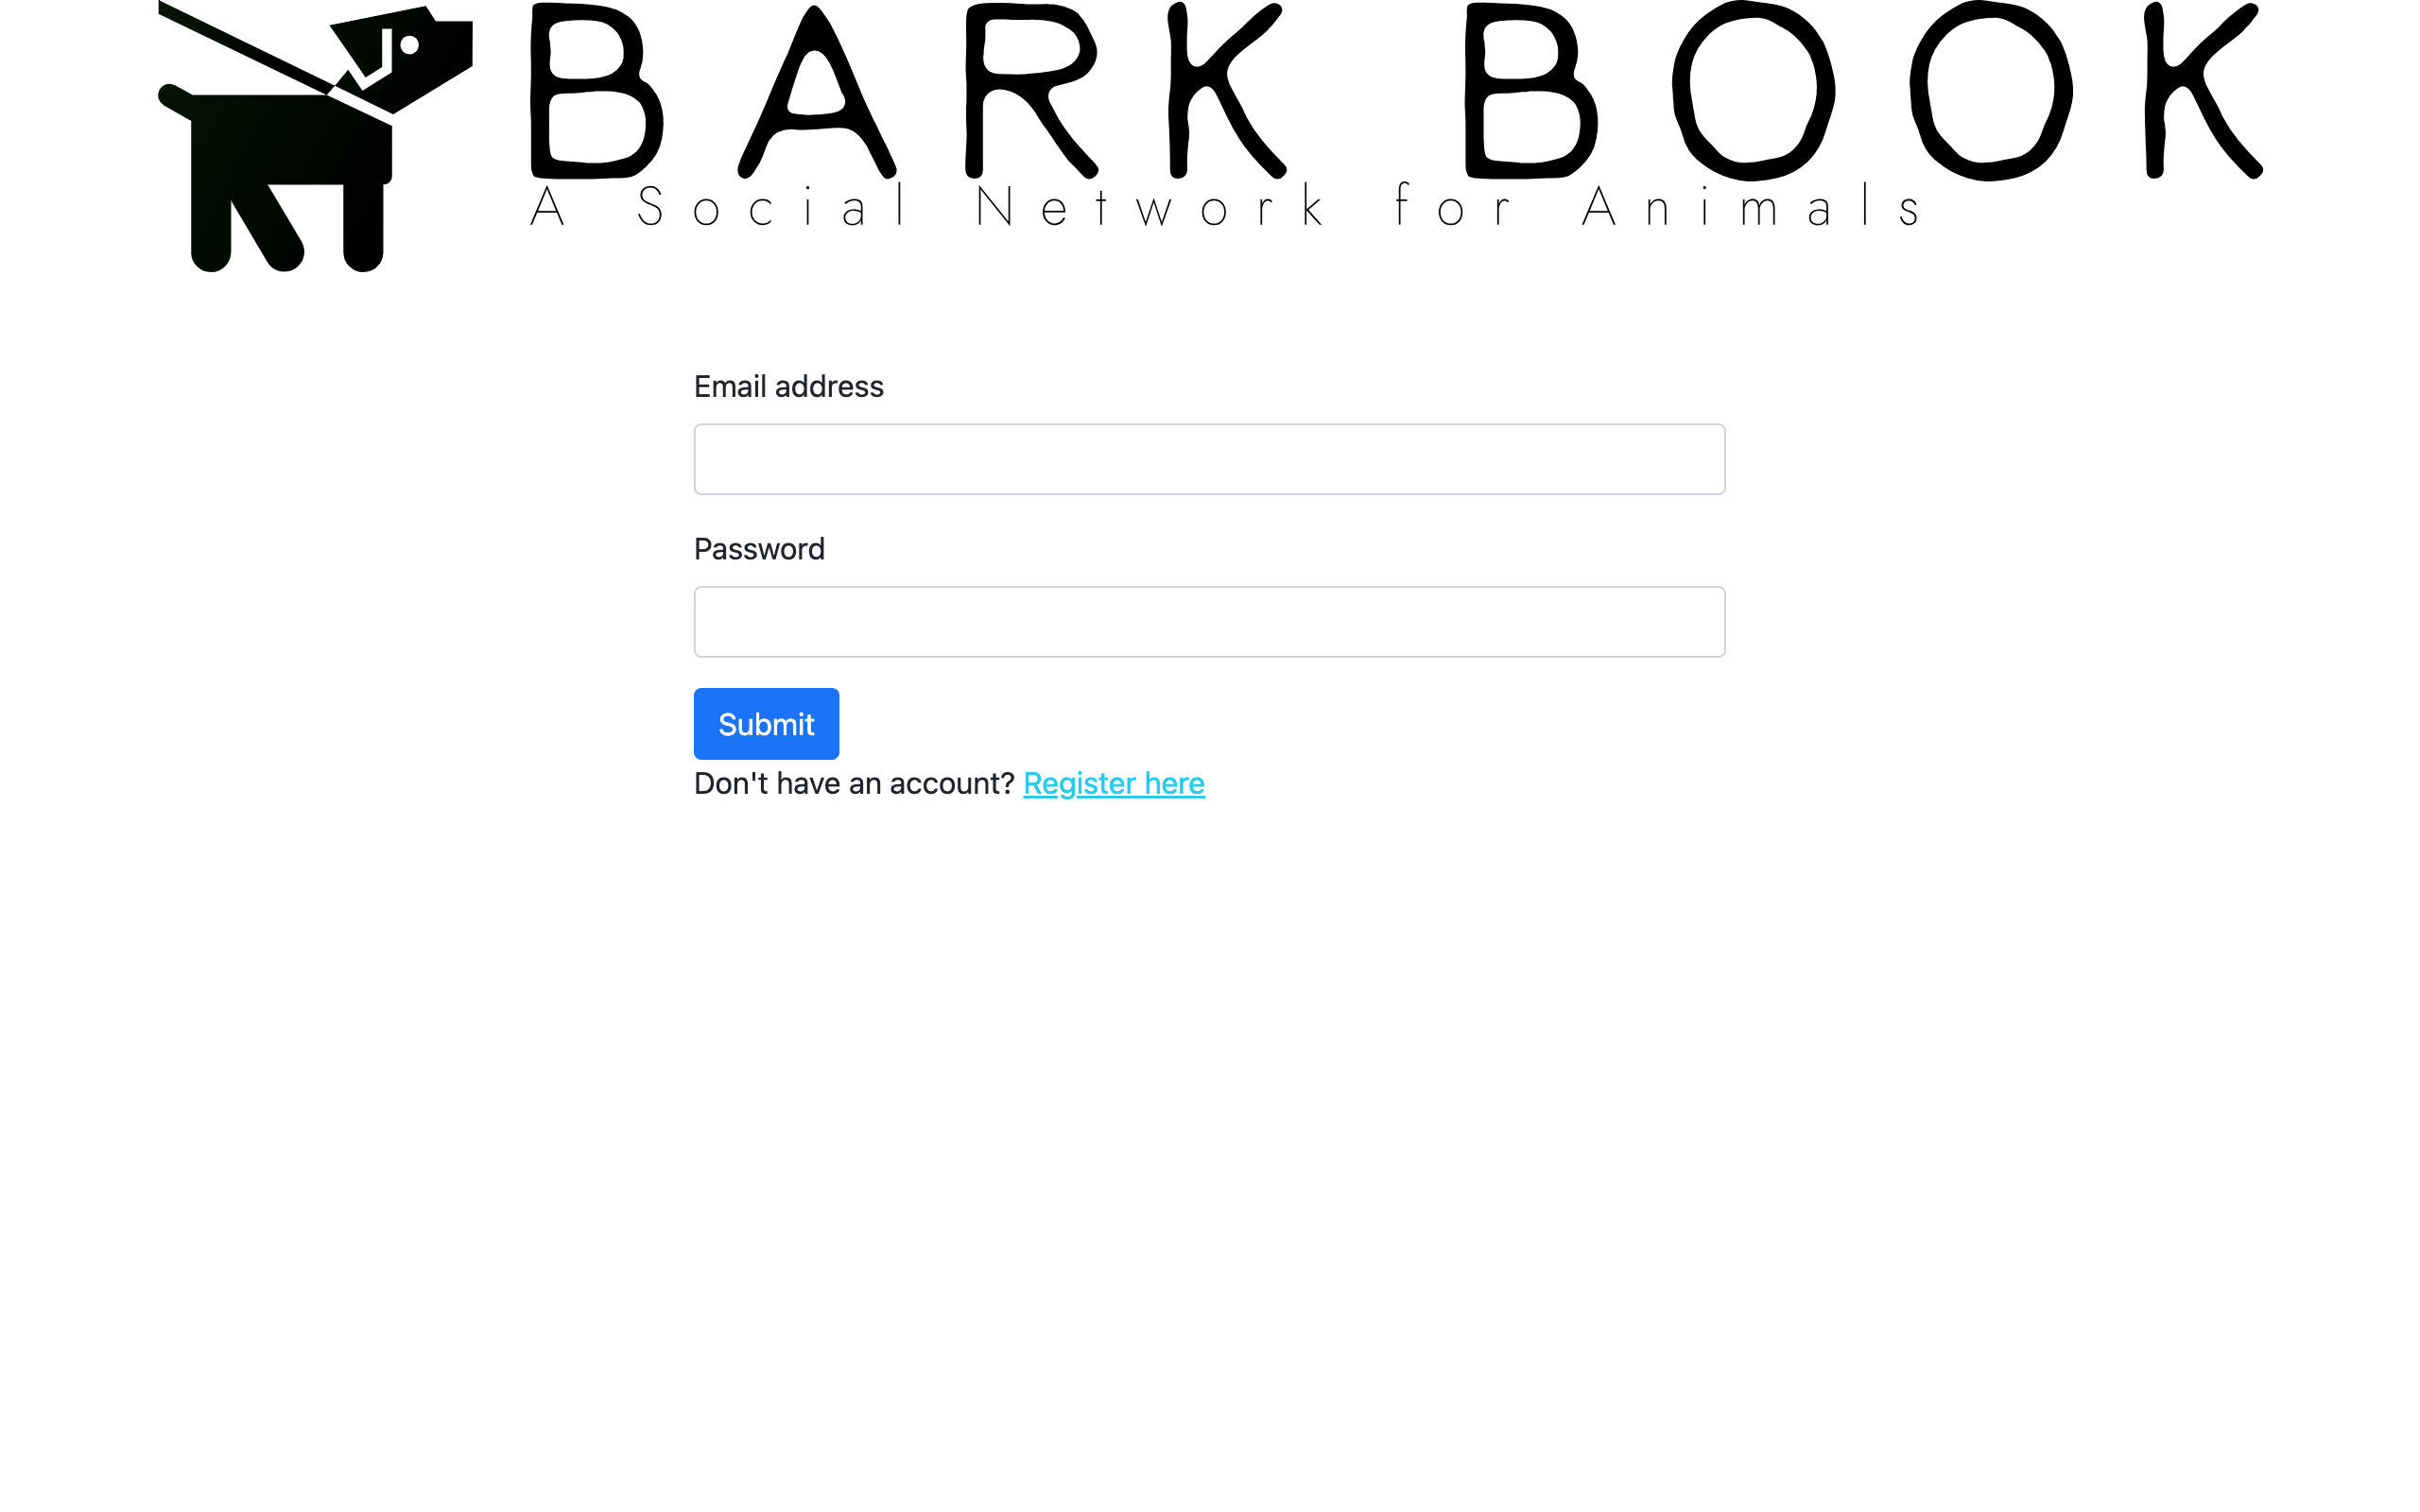 BARK BOOK
A Social Network for Animals
Email address
Password
Submit
Don't have an account? Register here